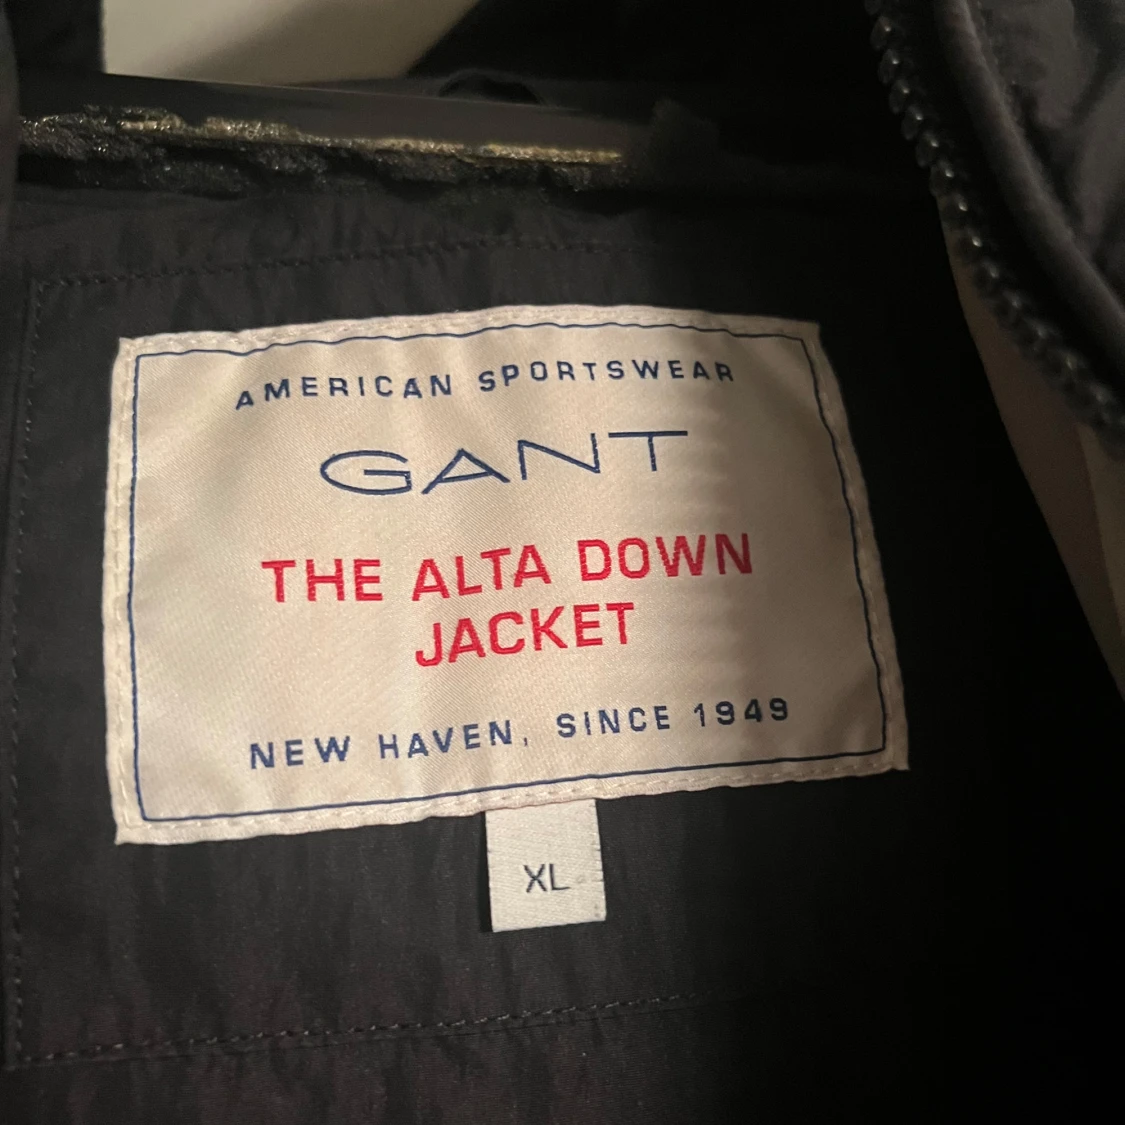 AMERICAN SPORTSWEAR
GANT
THE ALTA DOWN
JACKET
NEW HAVEN, SINCE 1949
XL